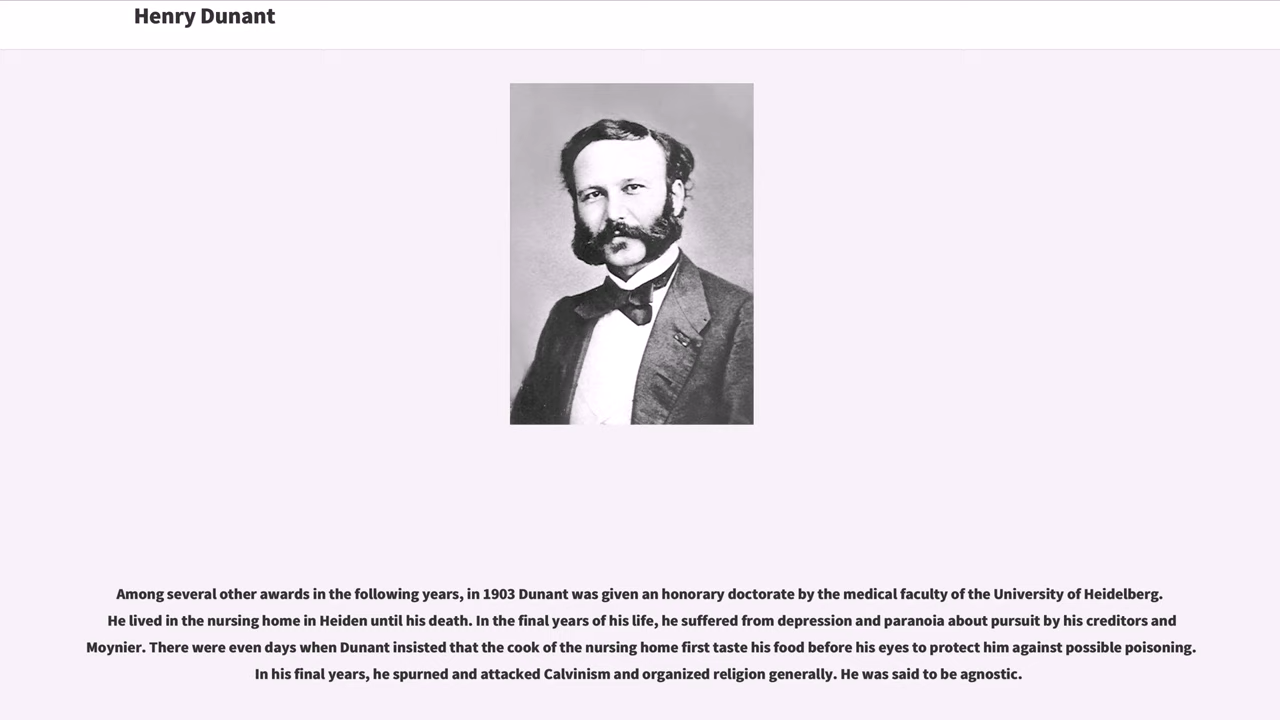 Henry Dunant
Among several other awards in the following years, in 1903 Dunant was given an honorary doctorate by the medical faculty of the University of Heidelberg.
He lived in the nursing home in Heiden until his death. In the final years of his life, he suffered from depression and paranoia about pursuit by his creditors and
Moynier. There were even days when Dunant insisted that the cook of the nursing home first taste his food before his eyes to protect him against possible poisoning.
In his final years, he spurned and attacked Calvinism and organized religion generally. He was said to be agnostic.